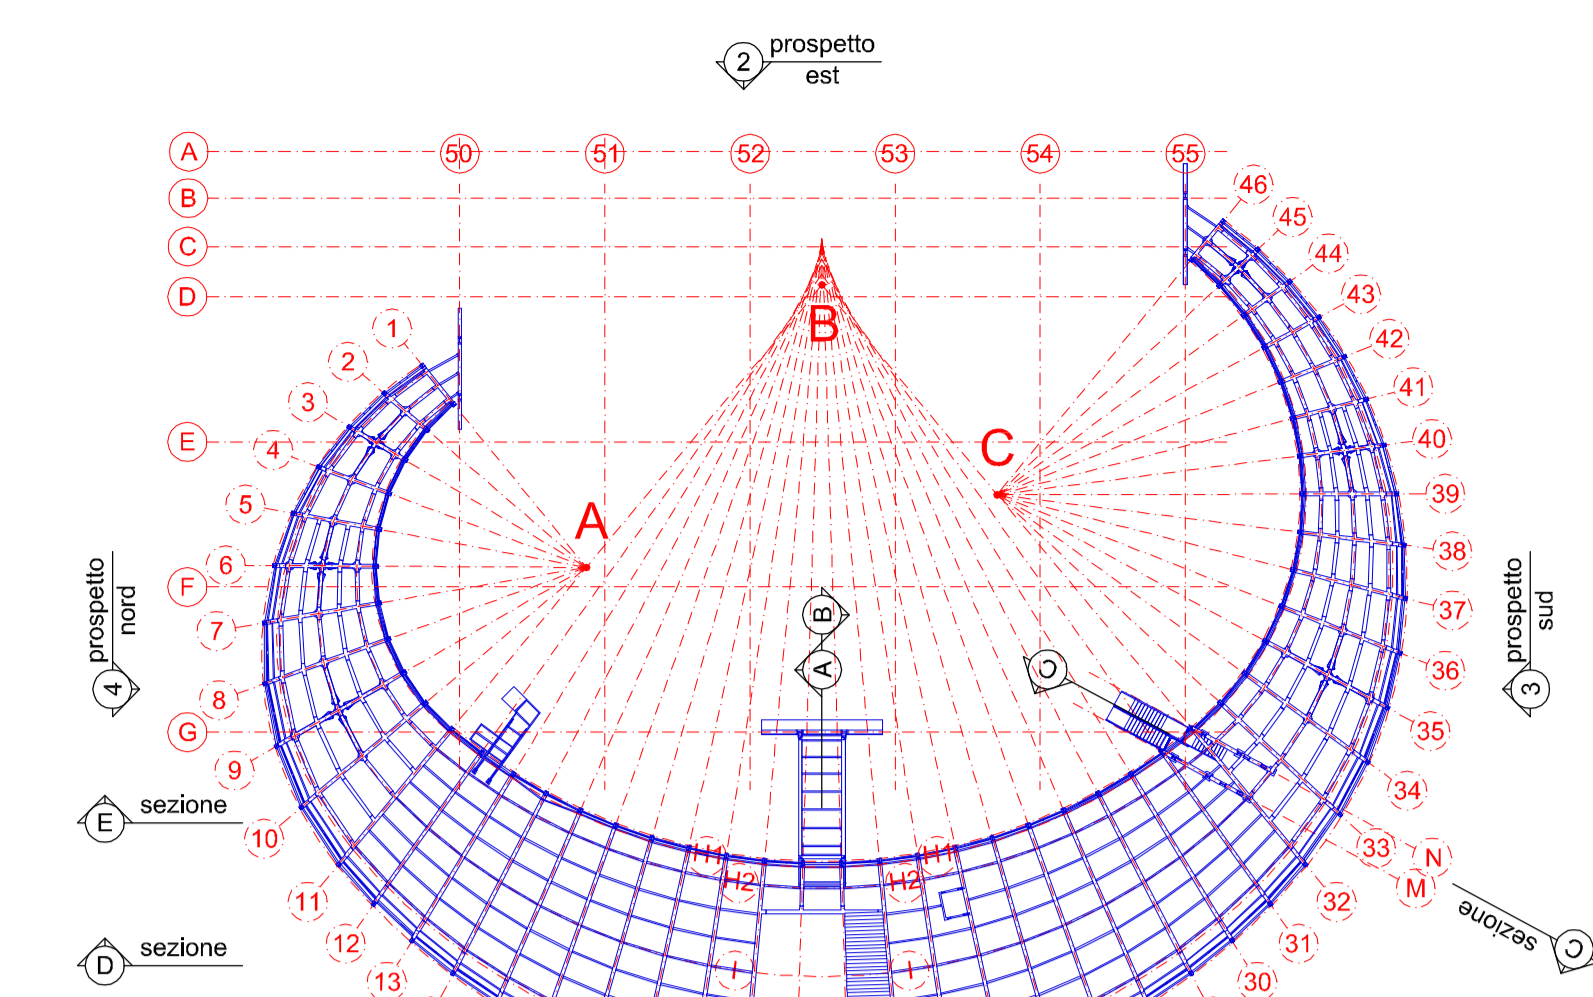 2
prospetto
est
A
50
51
52
53
54
55
B
46
45
C
44
D
43
1
B
42
2
3
41
4
E
C
40
5
39
A
6
38
F
prospetto
nord
4
B
prospetto
sud
3
7
37
A
C
36
8
G
35
9
34
E
sezione
10
33
N
H1
H1
H2
H2
M
11
32
12
31
D
sezione
I
I
13
30
sezione
C